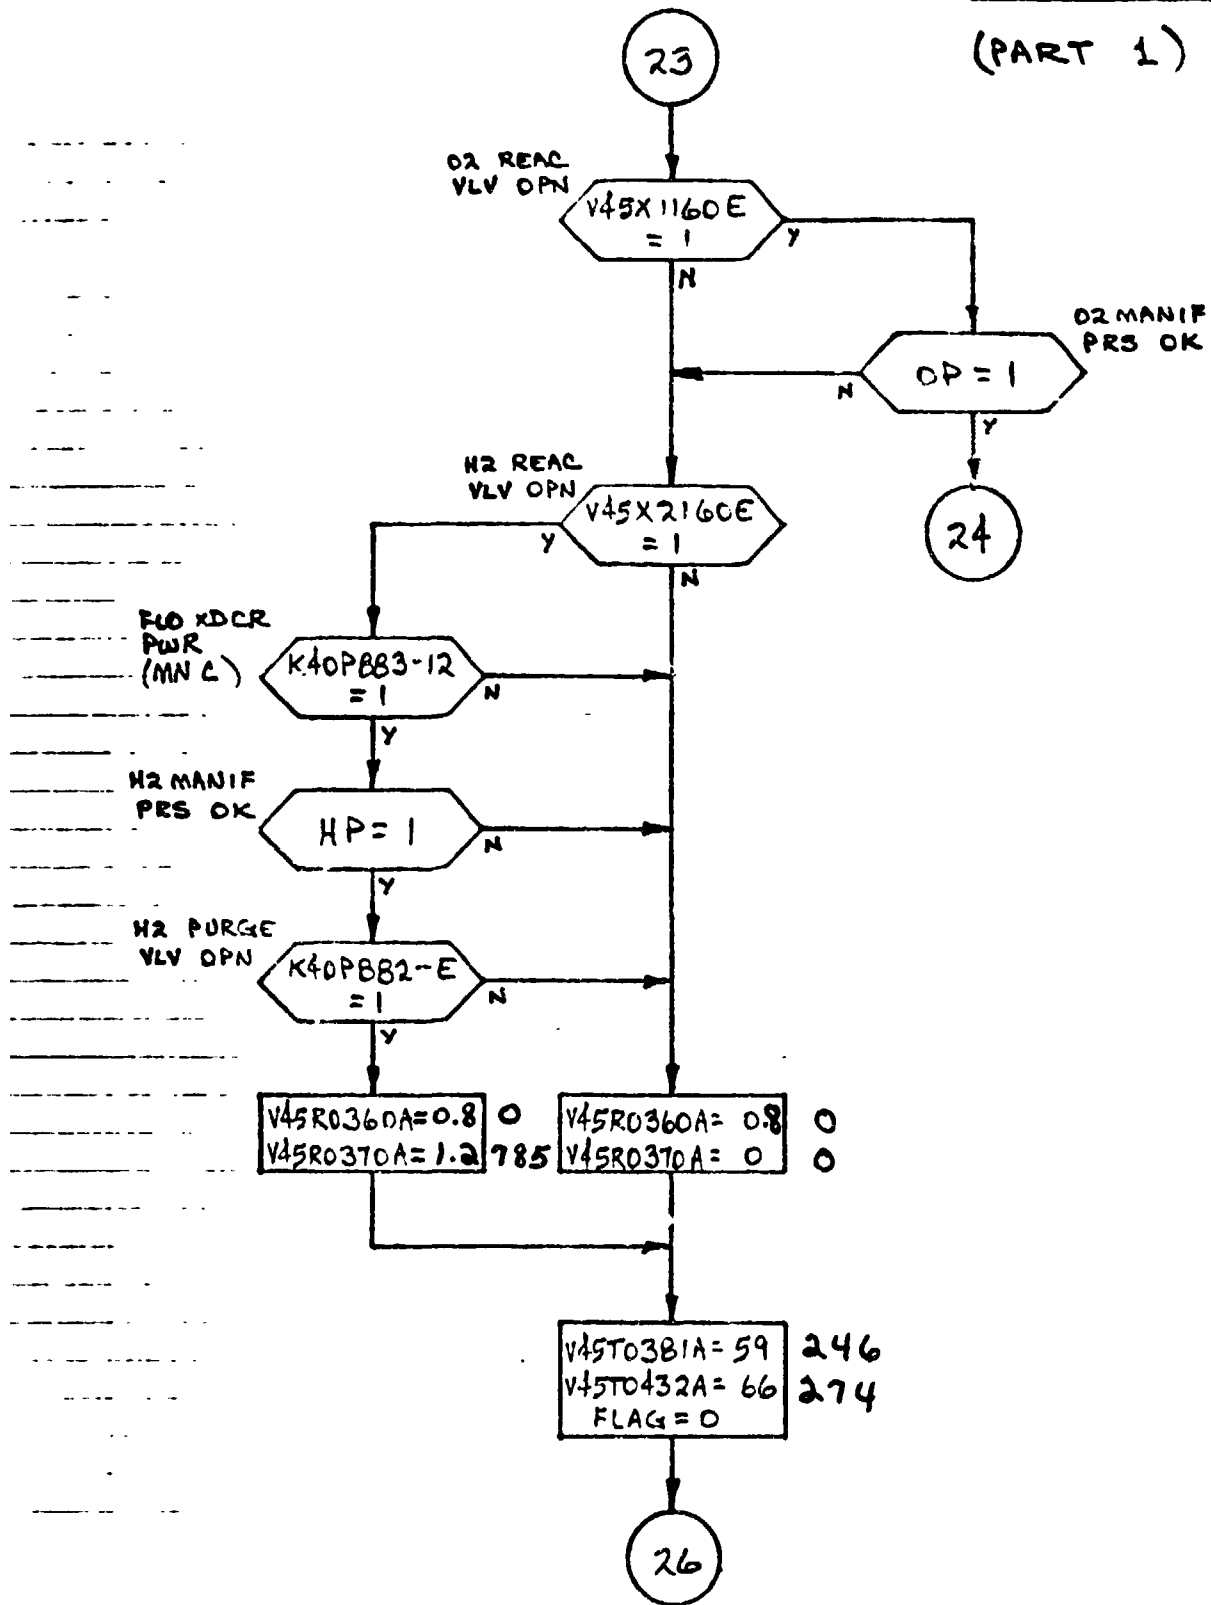 (PART 1)
23
O2 REAC
VLV OPN
V45X1160E
= 1
Y
N
O2 MANIF
PRS OK
OP = 1
N
Y
24
H2 REAC
VLV OPN
V45X2160E
= 1
Y
N
FLO XDCR
PWR
(MN C)
K40PB83-12
= 1
N
Y
H2 MANIF
PRS OK
HP = 1
N
Y
H2 PURGE
VLV OPN
K40PB82-E
= 1
N
Y
V45R0360A=0.8 0
V45R0370A=1.2 785
V45R0360A= 0.8 0
V45R0370A= 0 0
V45T0381A= 59 246
V45T0432A= 66 274
FLAG = 0
26